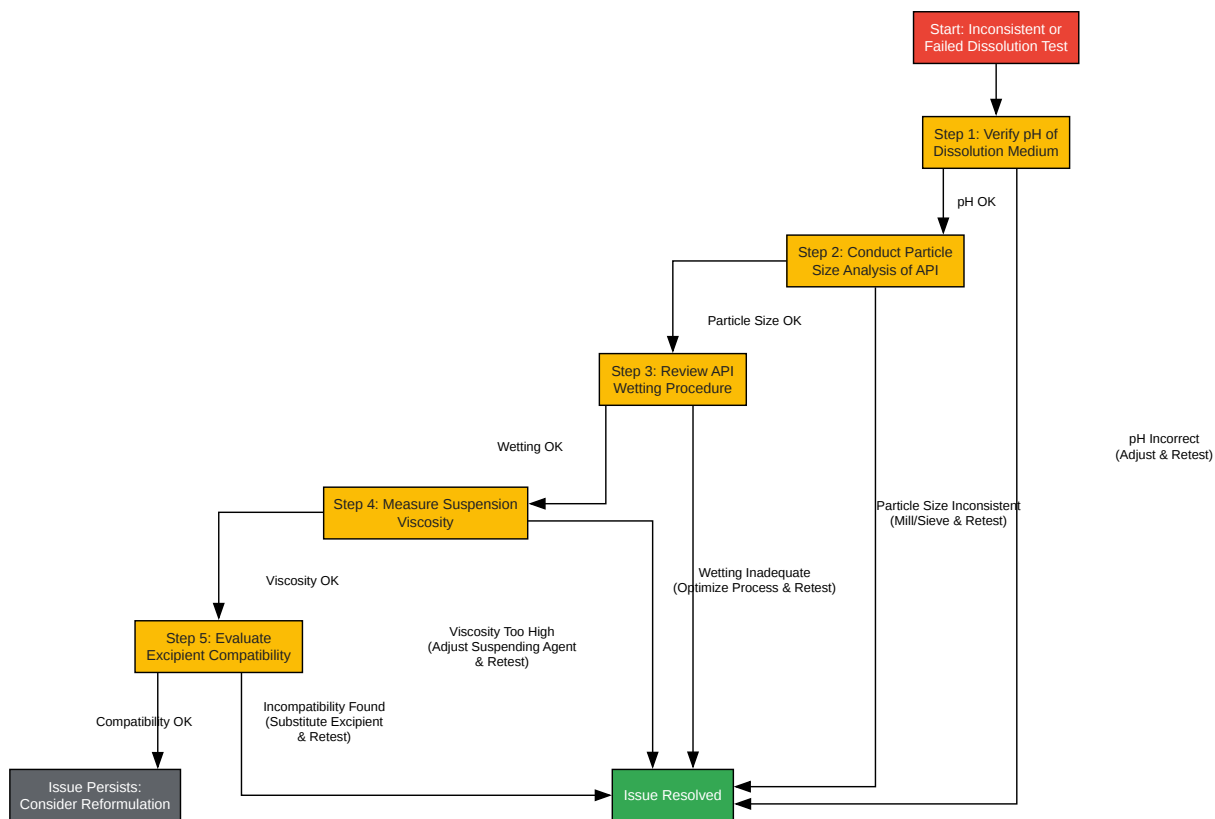 Start: Inconsistent or
Failed Dissolution Test
Step 1: Verify pH of
Dissolution Medium
pH OK
Step 2: Conduct Particle
Size Analysis of API
Particle Size OK
Step 3: Review API
Wetting Procedure
Wetting OK
pH Incorrect
(Adjust & Retest)
Step 4: Measure Suspension
Viscosity
Particle Size Inconsistent
(Mill/Sieve & Retest)
Viscosity OK
Wetting Inadequate
(Optimize Process & Retest)
Step 5: Evaluate
Excipient Compatibility
Viscosity Too High
(Adjust Suspending Agent
& Retest)
Compatibility OK
Incompatibility Found
(Substitute Excipient
& Retest)
Issue Persists:
Consider Reformulation
Issue Resolved